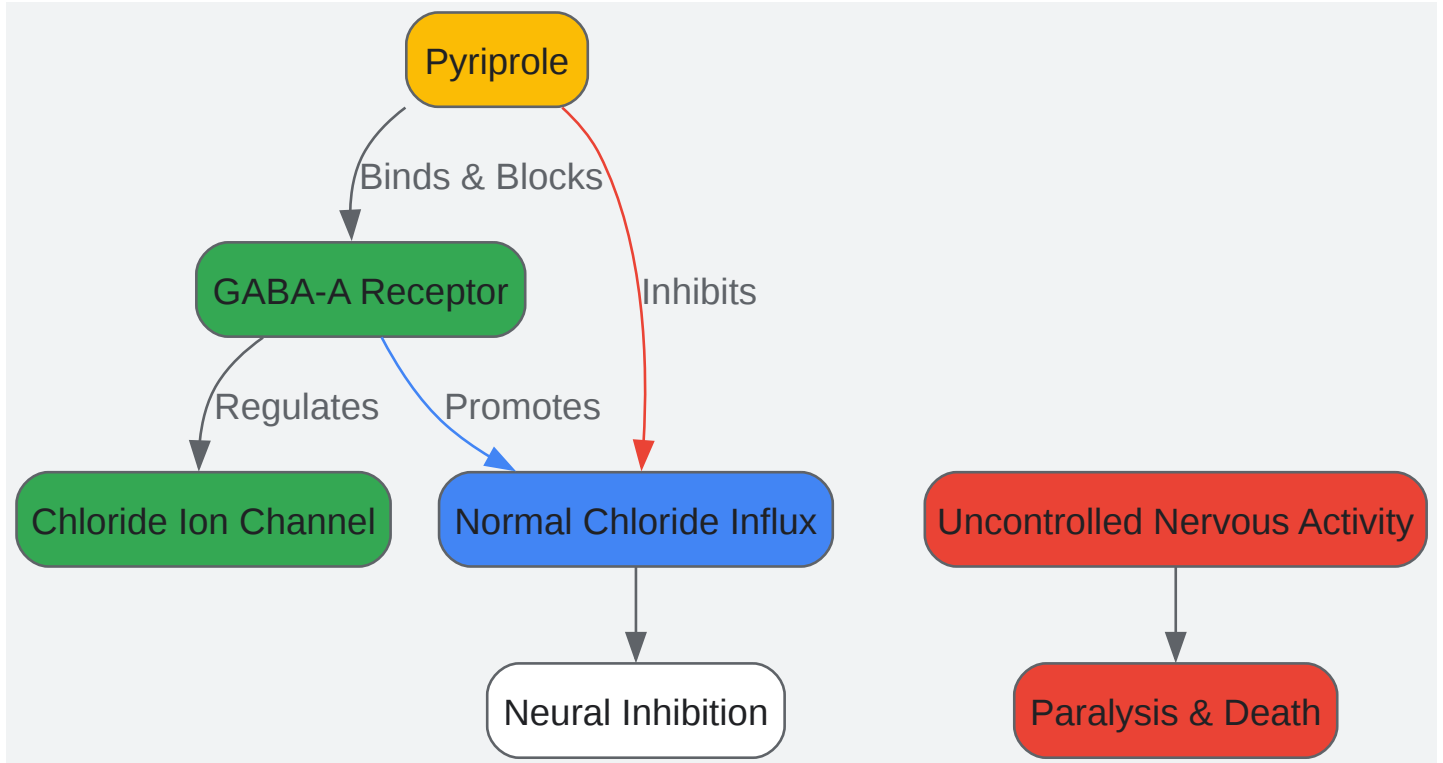 Pyriprole
Binds & Blocks
GABA-A Receptor
Inhibits
Regulates
Promotes
Chloride Ion Channel
Normal Chloride Influx
Uncontrolled Nervous Activity
Neural Inhibition
Paralysis & Death